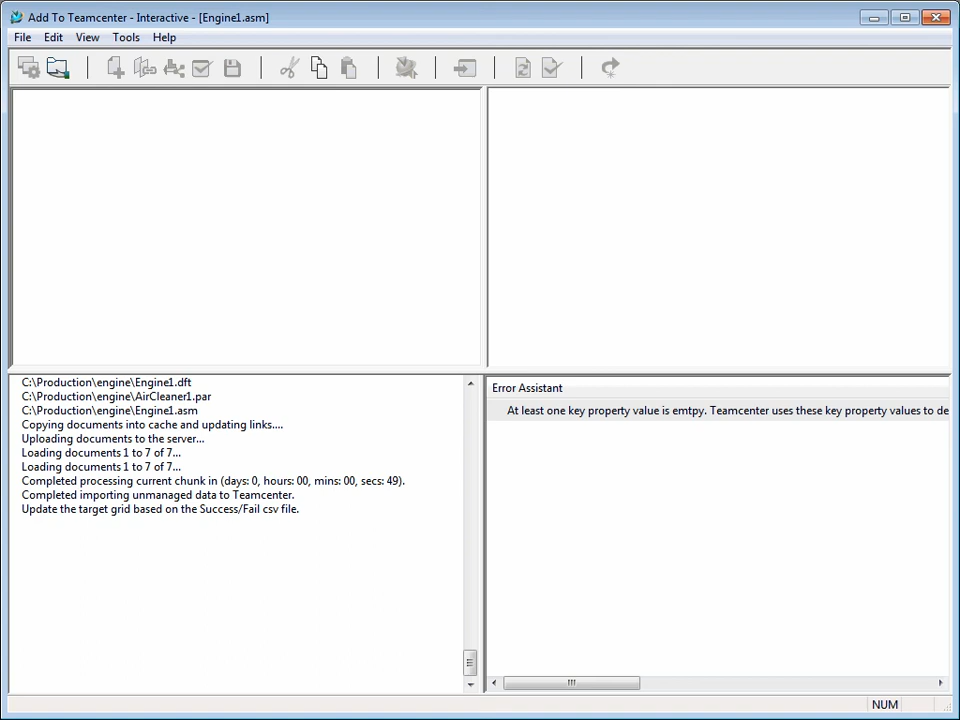 Add To Teamcenter - Interactive - [Engine1.asm]
File Edit View Tools Help
C:\Production\engine\Engine1.dft
C:\Production\engine\AirCleaner1.par
C:\Production\engine\Engine1.asm
Copying documents into cache and updating links....
Uploading documents to the server...
Loading documents 1 to 7 of 7...
Loading documents 1 to 7 of 7...
Completed processing current chunk in (days: 0, hours: 00, mins: 00, secs: 49).
Completed importing unmanaged data to Teamcenter.
Update the target grid based on the Success/Fail csv file.
Error Assistant
At least one key property value is emtpy. Teamcenter uses these key property values to de
NUM